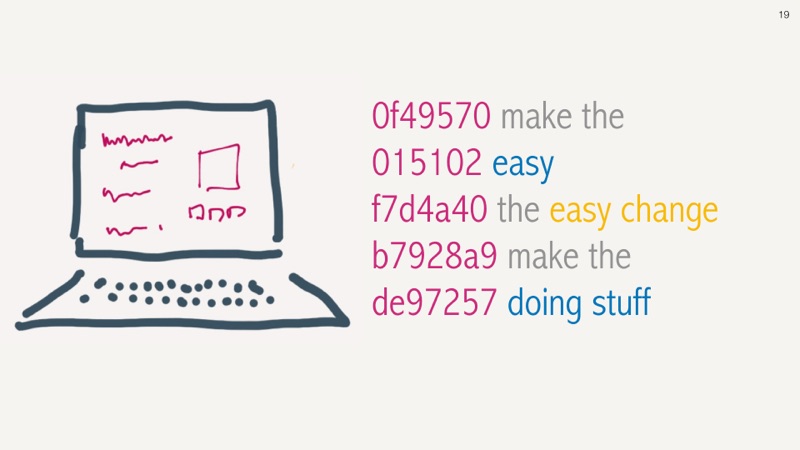 19
0f49570 make the
015102 easy
f7d4a40 the easy change
b7928a9 make the
de97257 doing stuff